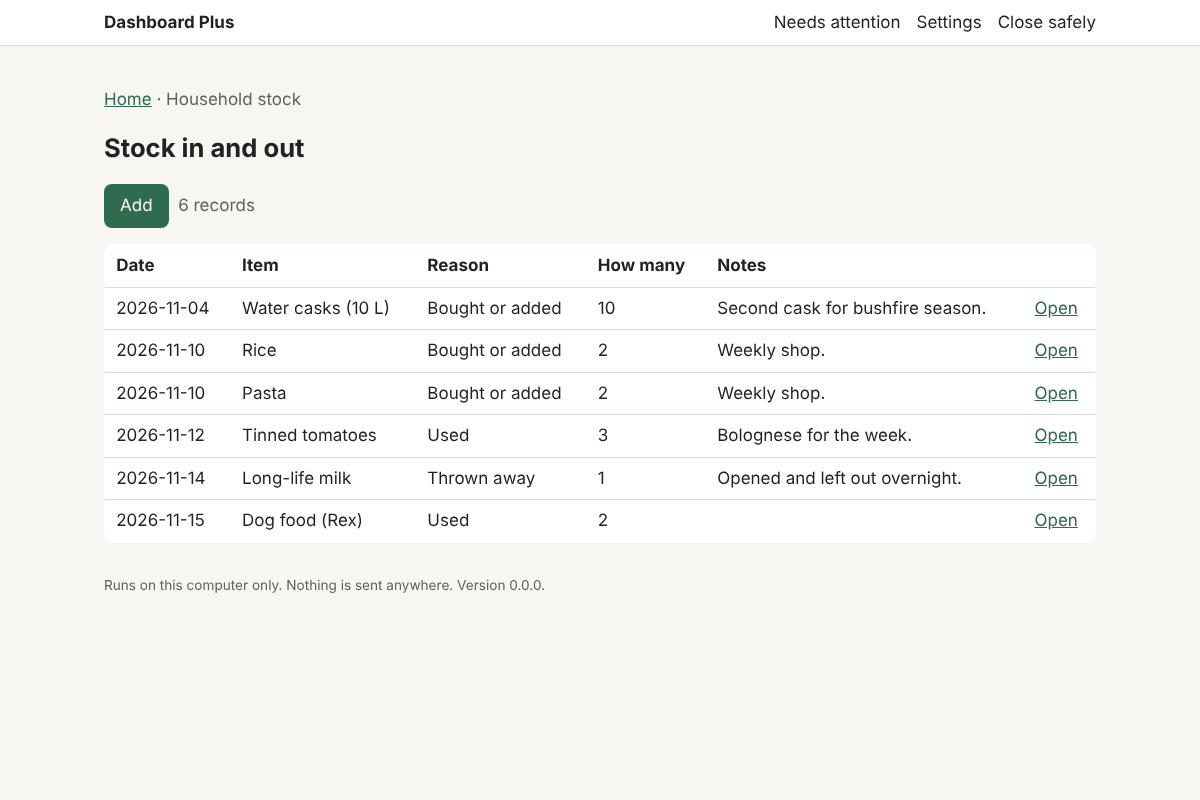 Dashboard Plus Needs attention Settings Close safely
Home · Household stock
Stock in and out
Add 6 records
Date Item Reason How many Notes
2026-11-04 Water casks (10 L) Bought or added 10 Second cask for bushfire season. Open
2026-11-10 Rice Bought or added 2 Weekly shop. Open
2026-11-10 Pasta Bought or added 2 Weekly shop. Open
2026-11-12 Tinned tomatoes Used 3 Bolognese for the week. Open
2026-11-14 Long-life milk Thrown away 1 Opened and left out overnight. Open
2026-11-15 Dog food (Rex) Used 2 Open
Runs on this computer only. Nothing is sent anywhere. Version 0.0.0.